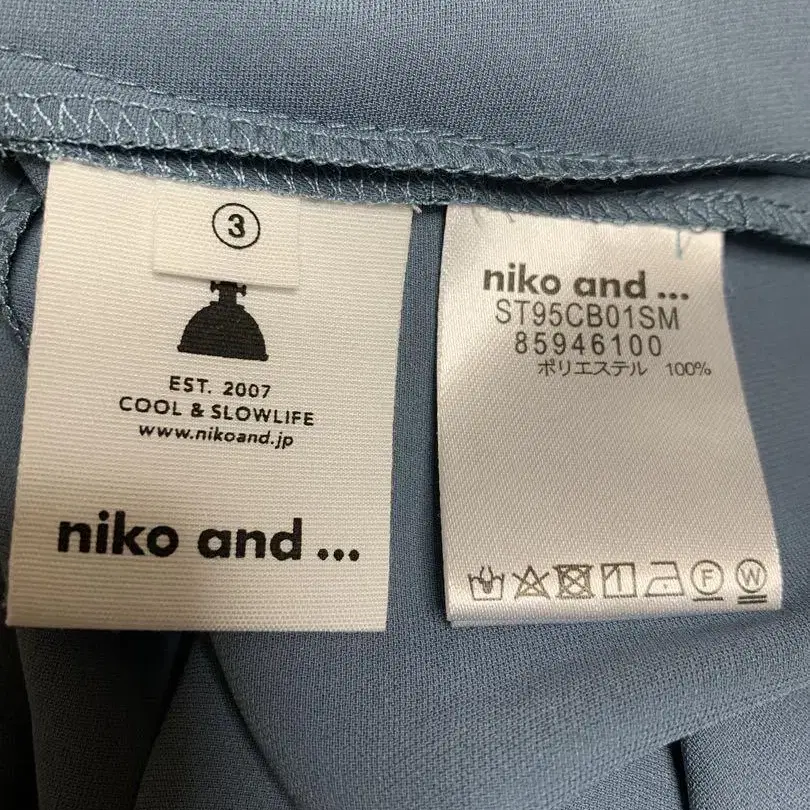 ③
EST. 2007
COOL & SLOWLIFE
www.nikoand.jp
niko and ...
niko and ...
ST95CB01SM
85946100
ポリエステル 100%
F W